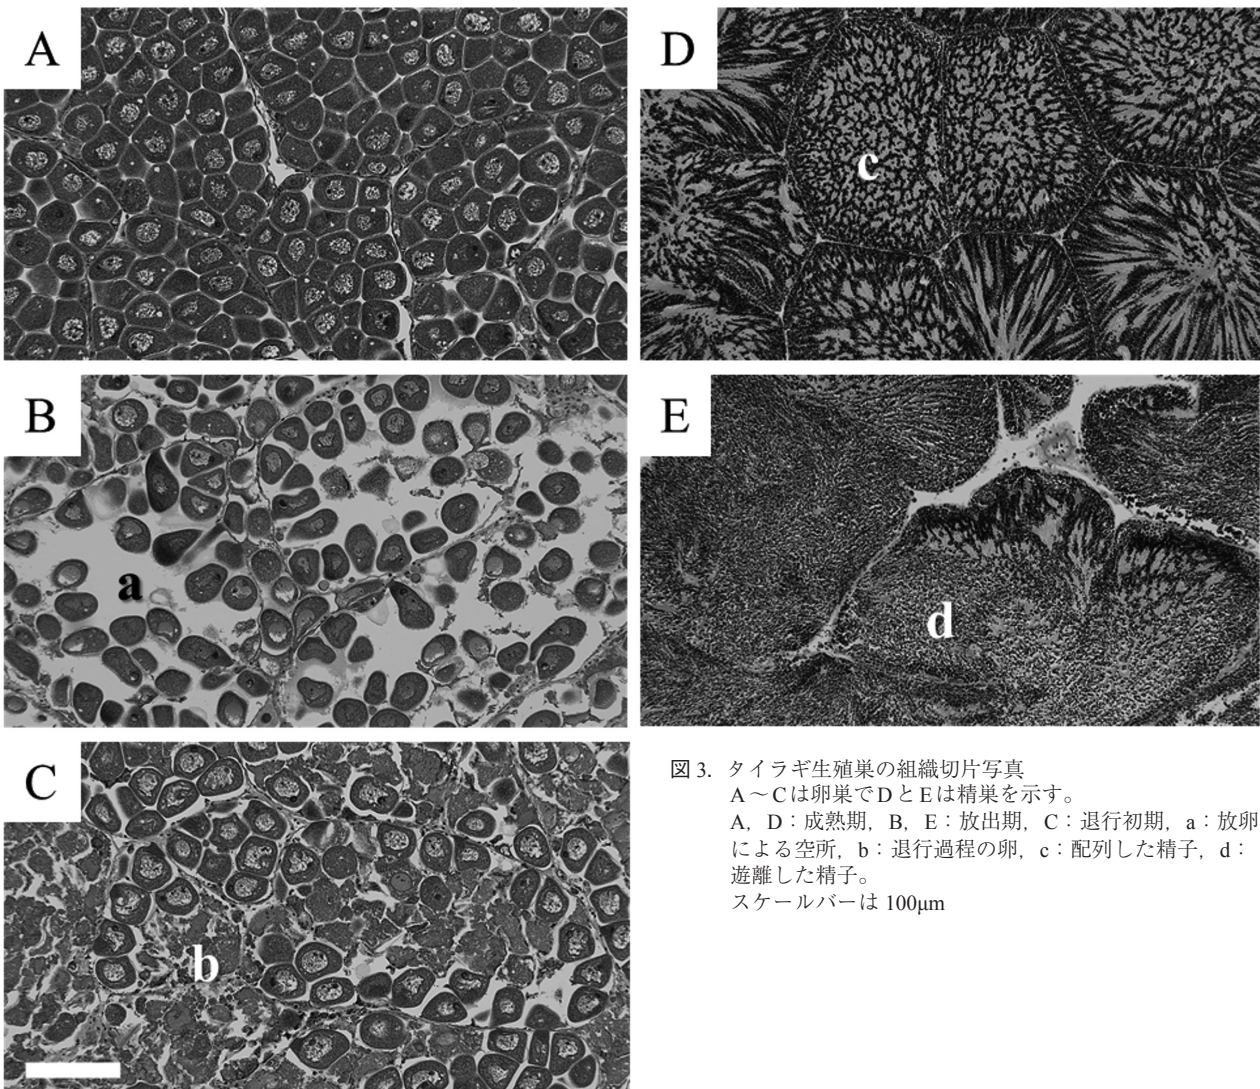 A
D
c
B
a
E
d
C
b
図 3. タイラギ生殖巣の組織切片写真
A～Cは卵巣でDとEは精巣を示す。
A, D：成熟期, B, E：放出期, C：退行初期, a：放卵
による空所, b：退行過程の卵, c：配列した精子, d：
遊離した精子。
スケールバーは 100μm